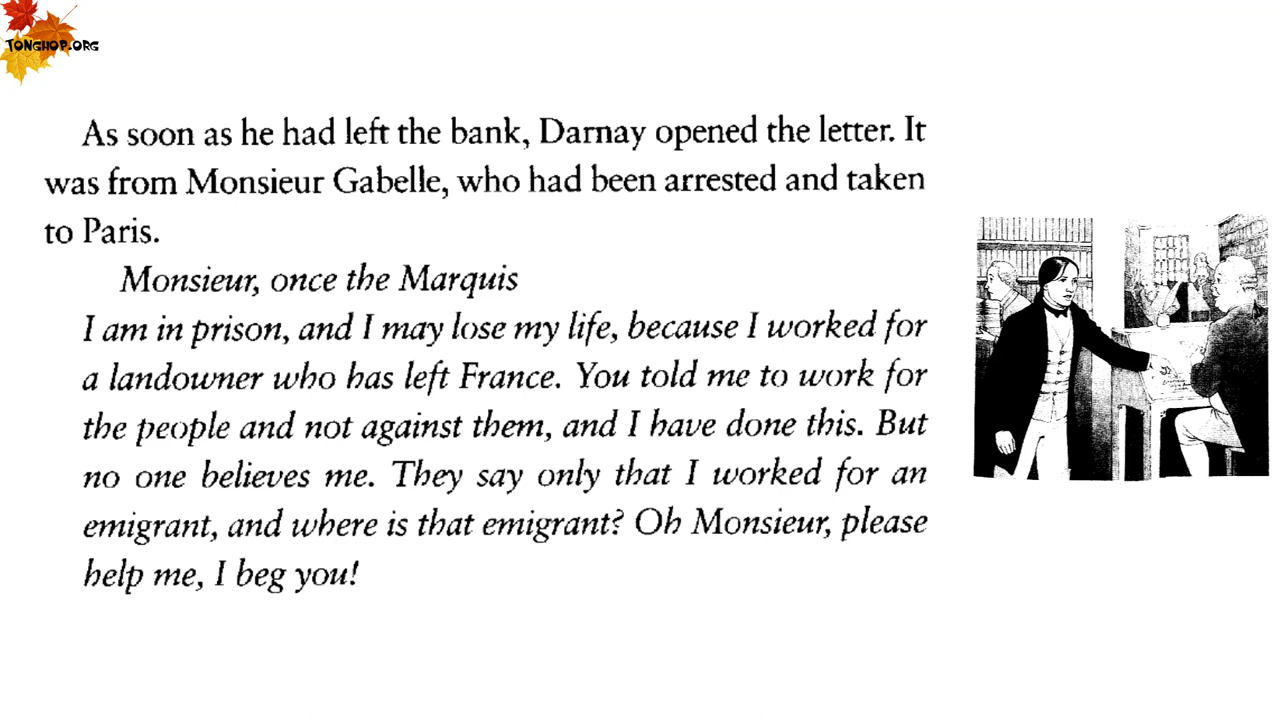 TONGHOP.ORG
As soon as he had left the bank, Darnay opened the letter. It
was from Monsieur Gabelle, who had been arrested and taken
to Paris.
Monsieur, once the Marquis
I am in prison, and I may lose my life, because I worked for
a landowner who has left France. You told me to work for
the people and not against them, and I have done this. But
no one believes me. They say only that I worked for an
emigrant, and where is that emigrant? Oh Monsieur, please
help me, I beg you!